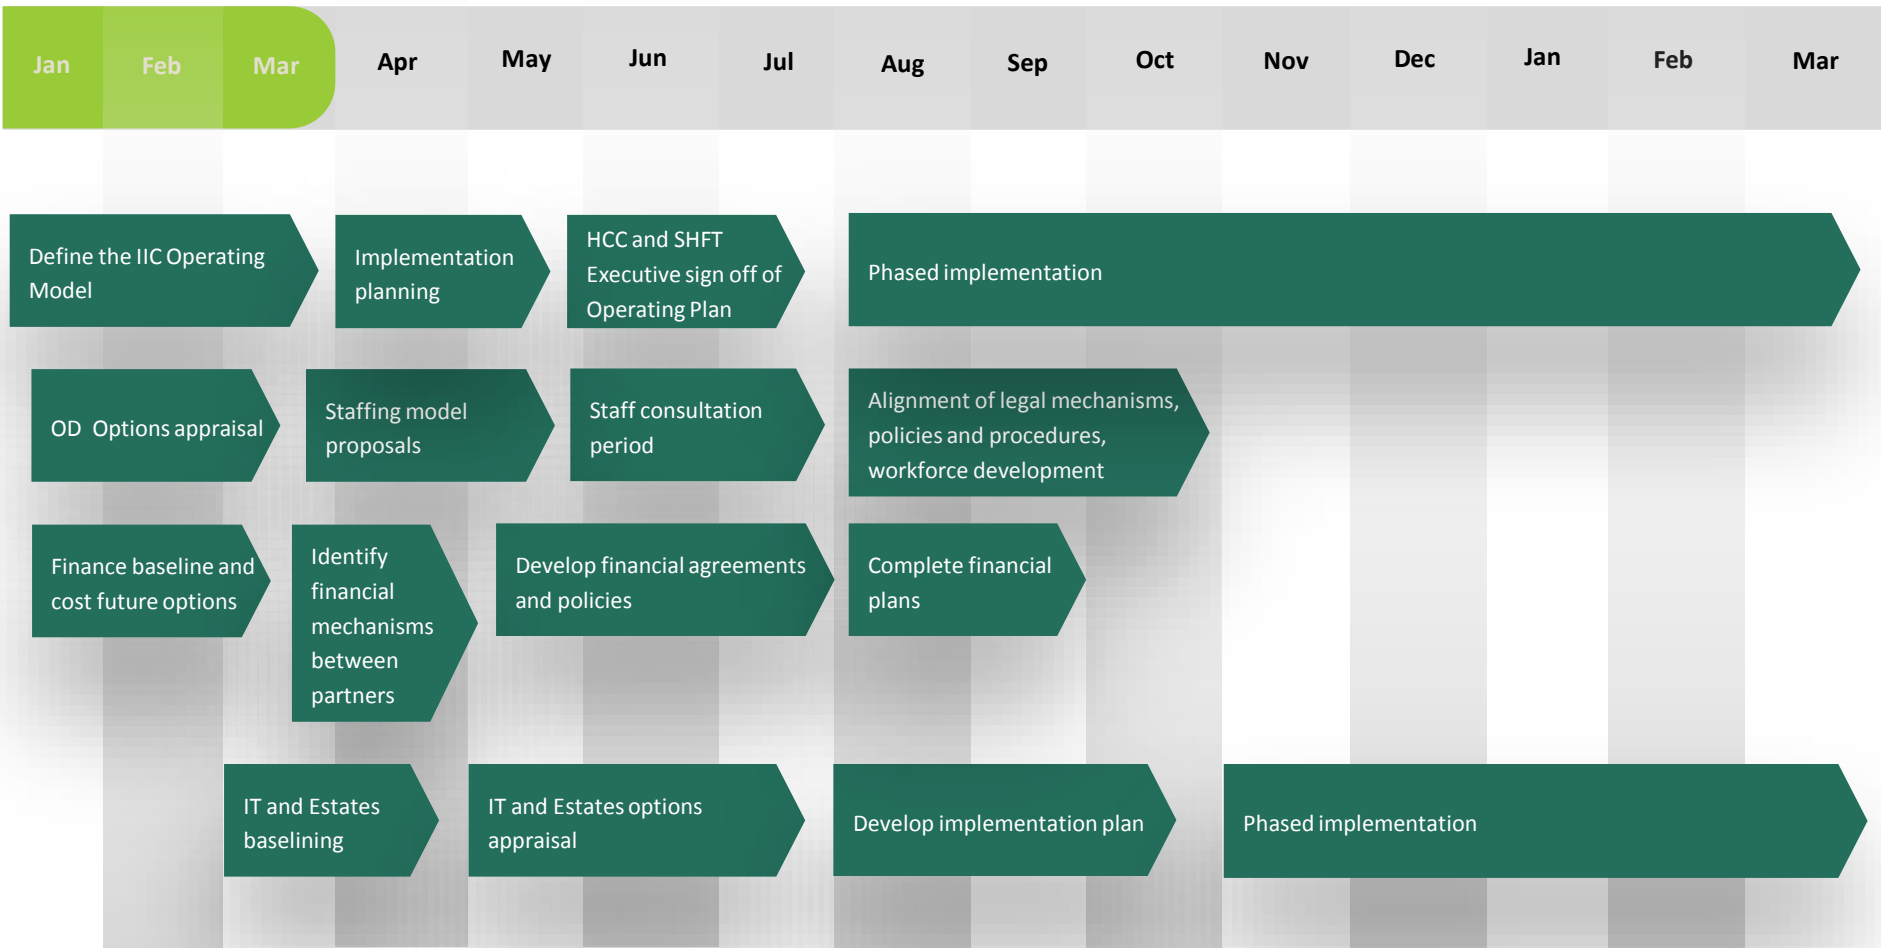 Jan Feb Mar Apr May Jun Jul Aug Sep Oct Nov Dec Jan Feb Mar
Define the IIC Operating
Model
Implementation
planning
HCC and SHFT
Executive sign off of
Operating Plan
Phased implementation
OD Options appraisal
Staffing model
proposals
Staff consultation
period
Alignment of legal mechanisms,
policies and procedures,
workforce development
Finance baseline and
cost future options
Identify
financial
mechanisms
between
partners
Develop financial agreements
and policies
Complete financial
plans
IT and Estates
baselining
IT and Estates options
appraisal
Develop implementation plan
Phased implementation